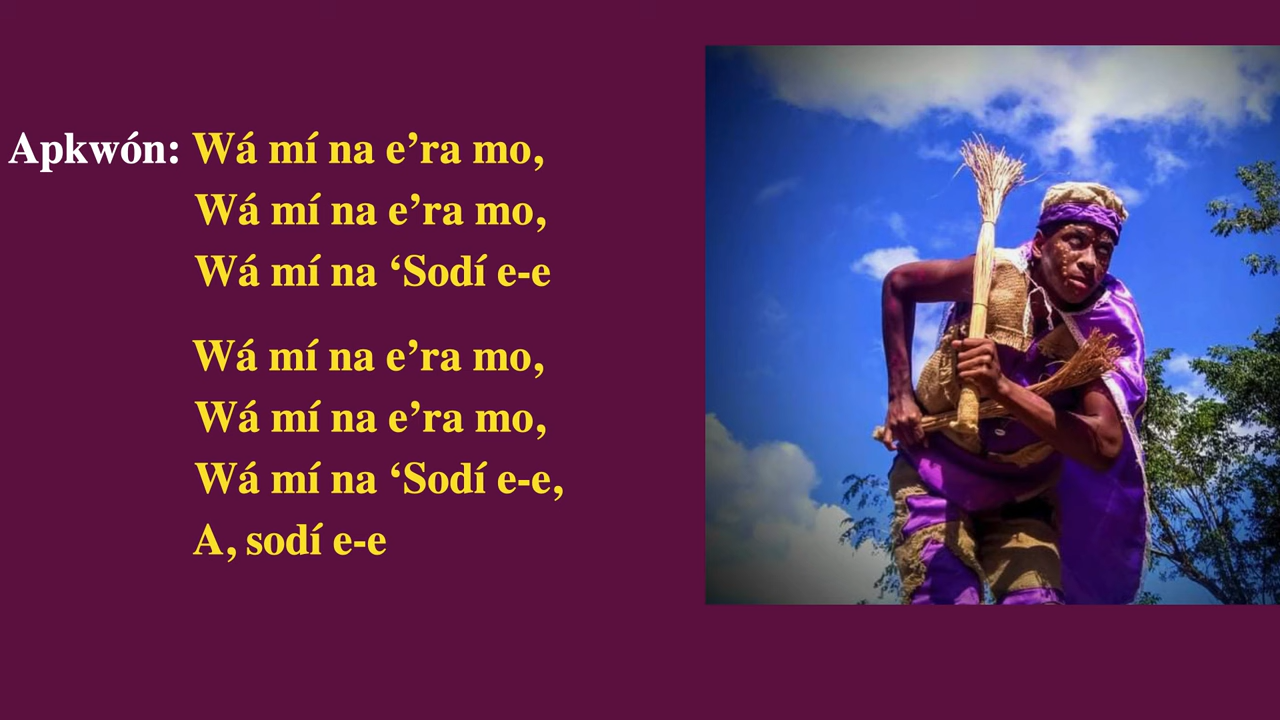 Apkwón: Wá mí na e’ra mo,
Wá mí na e’ra mo,
Wá mí na ‘Sodí e-e
Wá mí na e’ra mo,
Wá mí na e’ra mo,
Wá mí na ‘Sodí e-e,
A, sodí e-e